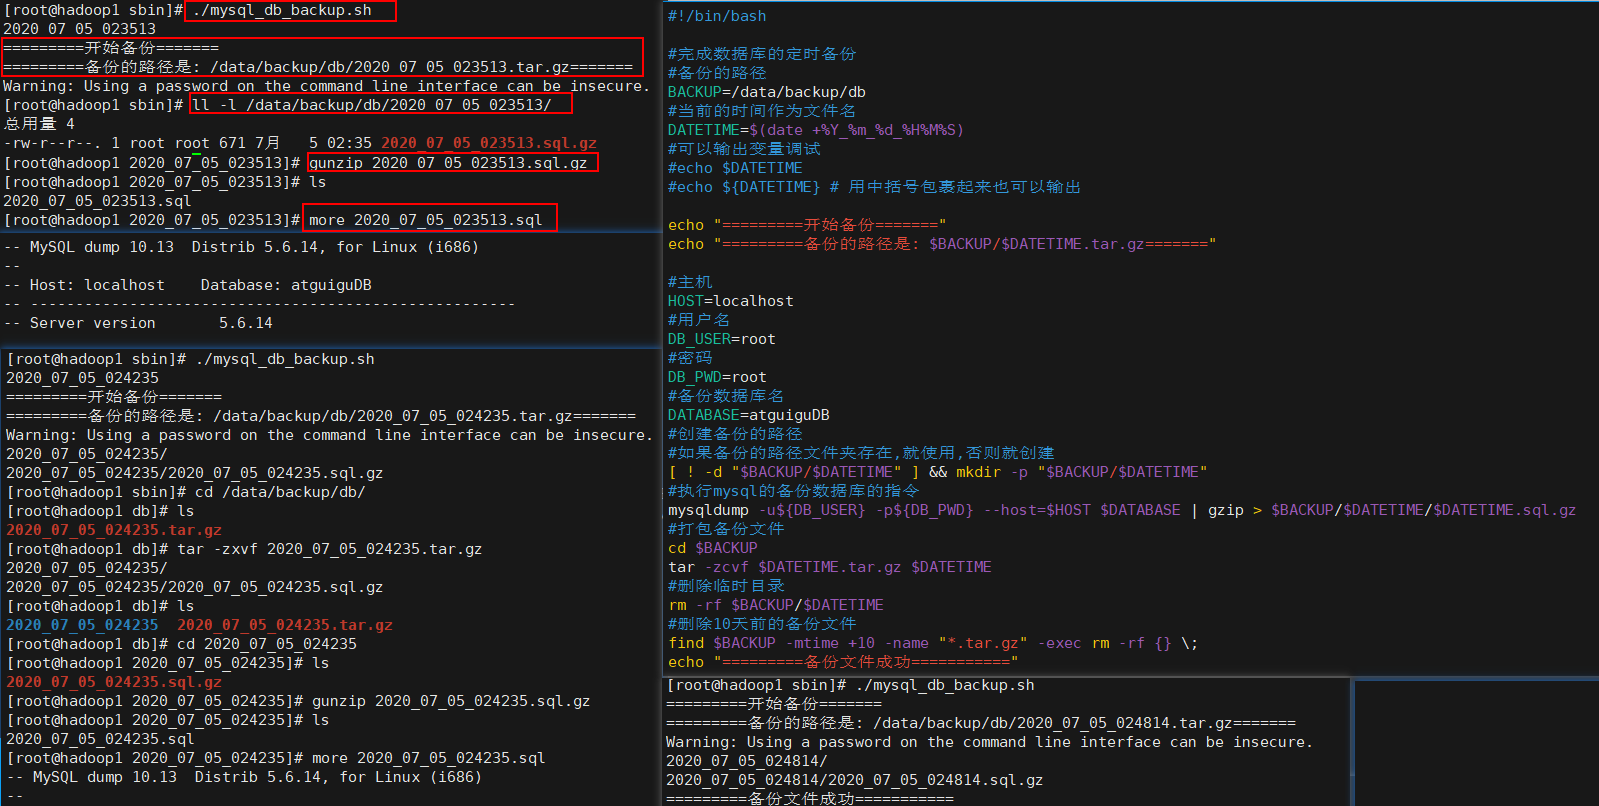 [root@hadoop1 sbin]# ./mysql_db_backup.sh
2020_07_05_023513
=========开始备份=======
=========备份的路径是: /data/backup/db/2020_07_05_023513.tar.gz=======
Warning: Using a password on the command line interface can be insecure.
[root@hadoop1 sbin]# ll -l /data/backup/db/2020_07_05_023513/
总用量 4
-rw-r--r--. 1 root root 671 7月   5 02:35 2020_07_05_023513.sql.gz
[root@hadoop1 2020_07_05_023513]# gunzip 2020_07_05_023513.sql.gz
[root@hadoop1 2020_07_05_023513]# ls
2020_07_05_023513.sql
[root@hadoop1 2020_07_05_023513]# more 2020_07_05_023513.sql
-- MySQL dump 10.13  Distrib 5.6.14, for Linux (i686)
--
-- Host: localhost    Database: atguiguDB
-- ------------------------------------------------------
-- Server version       5.6.14
[root@hadoop1 sbin]# ./mysql_db_backup.sh
2020_07_05_024235
=========开始备份=======
=========备份的路径是: /data/backup/db/2020_07_05_024235.tar.gz=======
Warning: Using a password on the command line interface can be insecure.
2020_07_05_024235/
2020_07_05_024235/2020_07_05_024235.sql.gz
[root@hadoop1 sbin]# cd /data/backup/db/
[root@hadoop1 db]# ls
2020_07_05_024235.tar.gz
[root@hadoop1 db]# tar -zxvf 2020_07_05_024235.tar.gz
2020_07_05_024235/
2020_07_05_024235/2020_07_05_024235.sql.gz
[root@hadoop1 db]# ls
2020_07_05_024235  2020_07_05_024235.tar.gz
[root@hadoop1 db]# cd 2020_07_05_024235
[root@hadoop1 2020_07_05_024235]# ls
2020_07_05_024235.sql.gz
[root@hadoop1 2020_07_05_024235]# gunzip 2020_07_05_024235.sql.gz
[root@hadoop1 2020_07_05_024235]# ls
2020_07_05_024235.sql
[root@hadoop1 2020_07_05_024235]# more 2020_07_05_024235.sql
-- MySQL dump 10.13  Distrib 5.6.14, for Linux (i686)
--
#!/bin/bash
#完成数据库的定时备份
#备份的路径
BACKUP=/data/backup/db
#当前的时间作为文件名
DATETIME=$(date +%Y_%m_%d_%H%M%S)
#可以输出变量调试
#echo $DATETIME
#echo ${DATETIME} # 用中括号包裹起来也可以输出
echo "=========开始备份======="
echo "=========备份的路径是: $BACKUP/$DATETIME.tar.gz======="
#主机
HOST=localhost
#用户名
DB_USER=root
#密码
DB_PWD=root
#备份数据库名
DATABASE=atguiguDB
#创建备份的路径
#如果备份的路径文件夹存在,就使用,否则就创建
[ ! -d "$BACKUP/$DATETIME" ] && mkdir -p "$BACKUP/$DATETIME"
#执行mysql的备份数据库的指令
mysqldump -u${DB_USER} -p${DB_PWD} --host=$HOST $DATABASE | gzip > $BACKUP/$DATETIME/$DATETIME.sql.gz
#打包备份文件
cd $BACKUP
tar -zcvf $DATETIME.tar.gz $DATETIME
#删除临时目录
rm -rf $BACKUP/$DATETIME
#删除10天前的备份文件
find $BACKUP -mtime +10 -name "*.tar.gz" -exec rm -rf {} \;
echo "=========备份文件成功==========="
[root@hadoop1 sbin]# ./mysql_db_backup.sh
=========开始备份=======
=========备份的路径是: /data/backup/db/2020_07_05_024814.tar.gz=======
Warning: Using a password on the command line interface can be insecure.
2020_07_05_024814/
2020_07_05_024814/2020_07_05_024814.sql.gz
=========备份文件成功===========